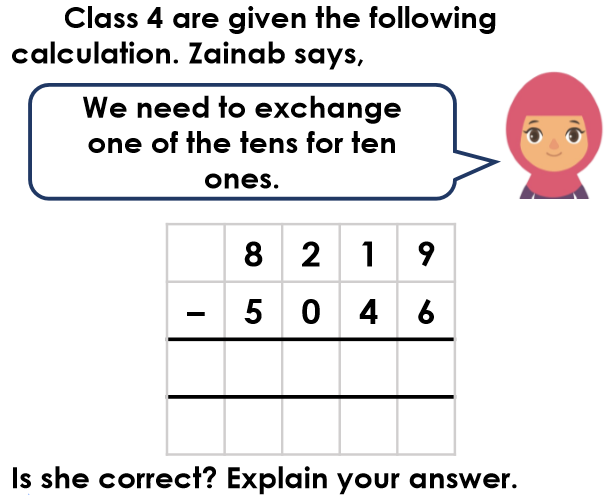 Class 4 are given the following
calculation. Zainab says,
We need to exchange
one of the tens for ten
ones.
8 2 1 9
– 5 0 4 6
Is she correct? Explain your answer.